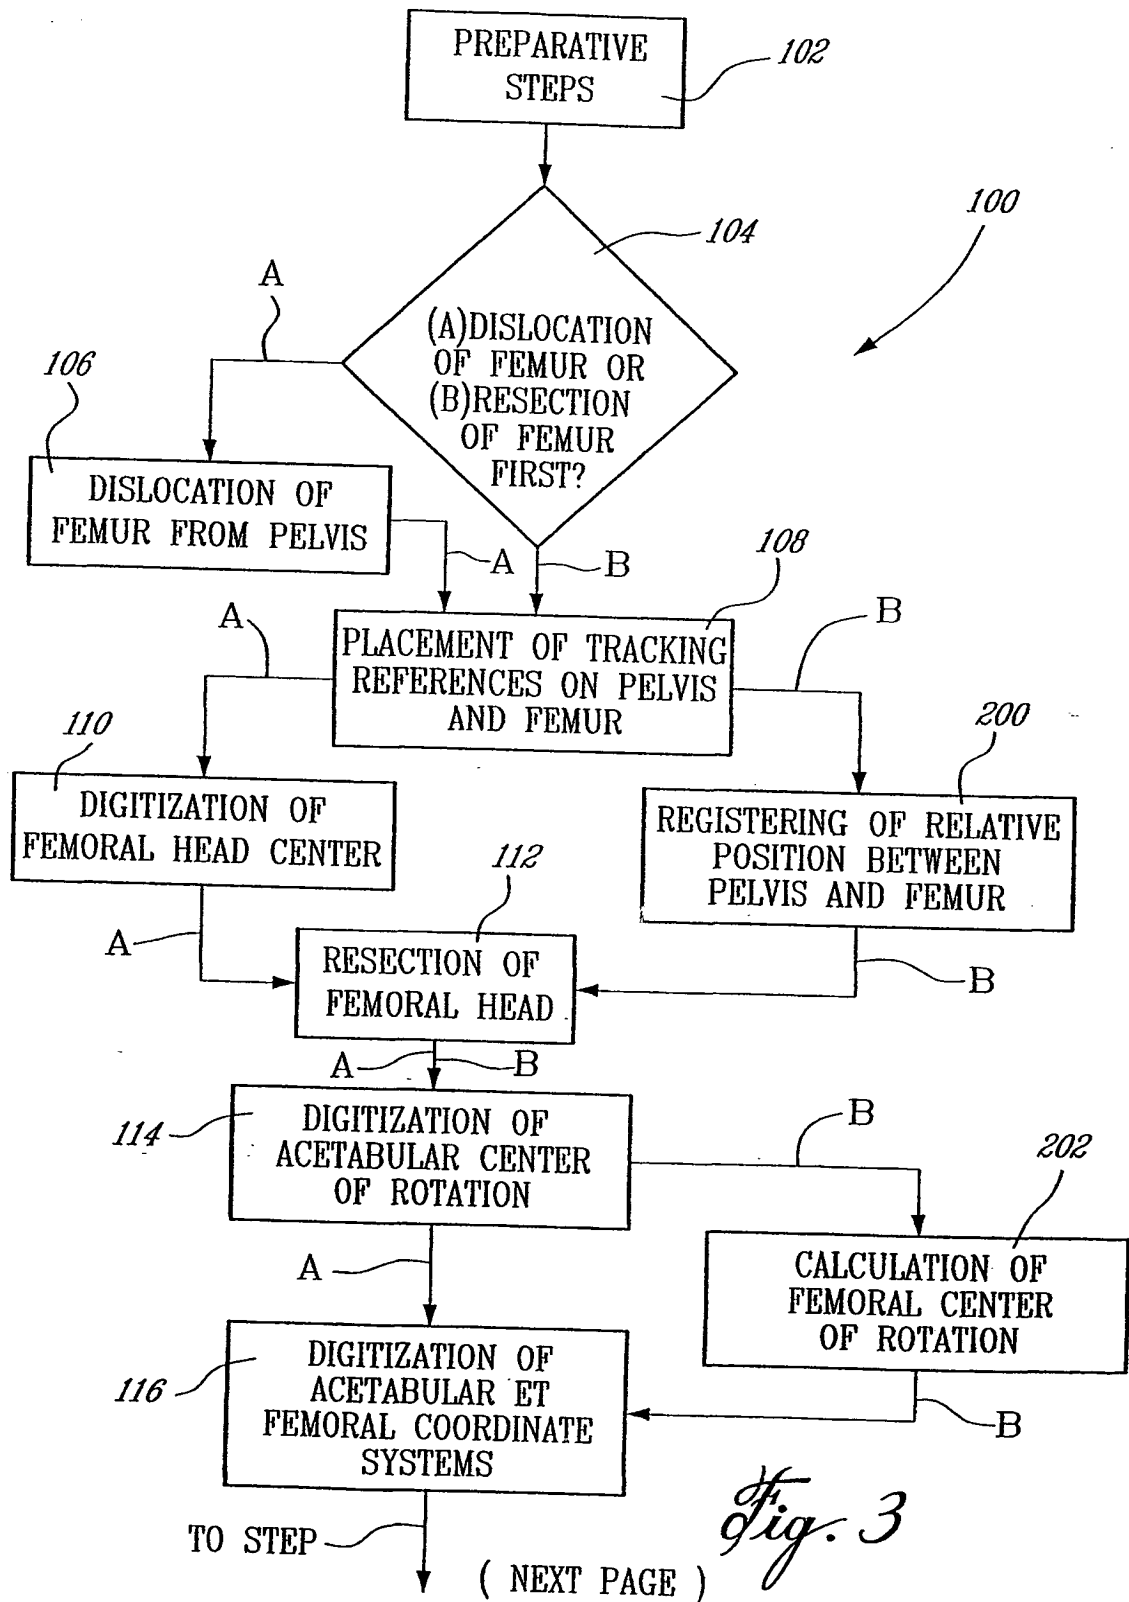 PREPARATIVE
STEPS
102
104
100
A
(A)DISLOCATION
OF FEMUR OR
(B)RESECTION
OF FEMUR
FIRST?
106
DISLOCATION OF
FEMUR FROM PELVIS
A
B
108
A
PLACEMENT OF TRACKING
REFERENCES ON PELVIS
AND FEMUR
B
110
DIGITIZATION OF
FEMORAL HEAD CENTER
200
REGISTERING OF RELATIVE
POSITION BETWEEN
PELVIS AND FEMUR
A
112
RESECTION OF
FEMORAL HEAD
B
A
B
114
DIGITIZATION OF
ACETABULAR CENTER
OF ROTATION
B
202
A
CALCULATION OF
FEMORAL CENTER
OF ROTATION
116
DIGITIZATION OF
ACETABULAR ET
FEMORAL COORDINATE
SYSTEMS
B
TO STEP
( NEXT PAGE )
Fig. 3